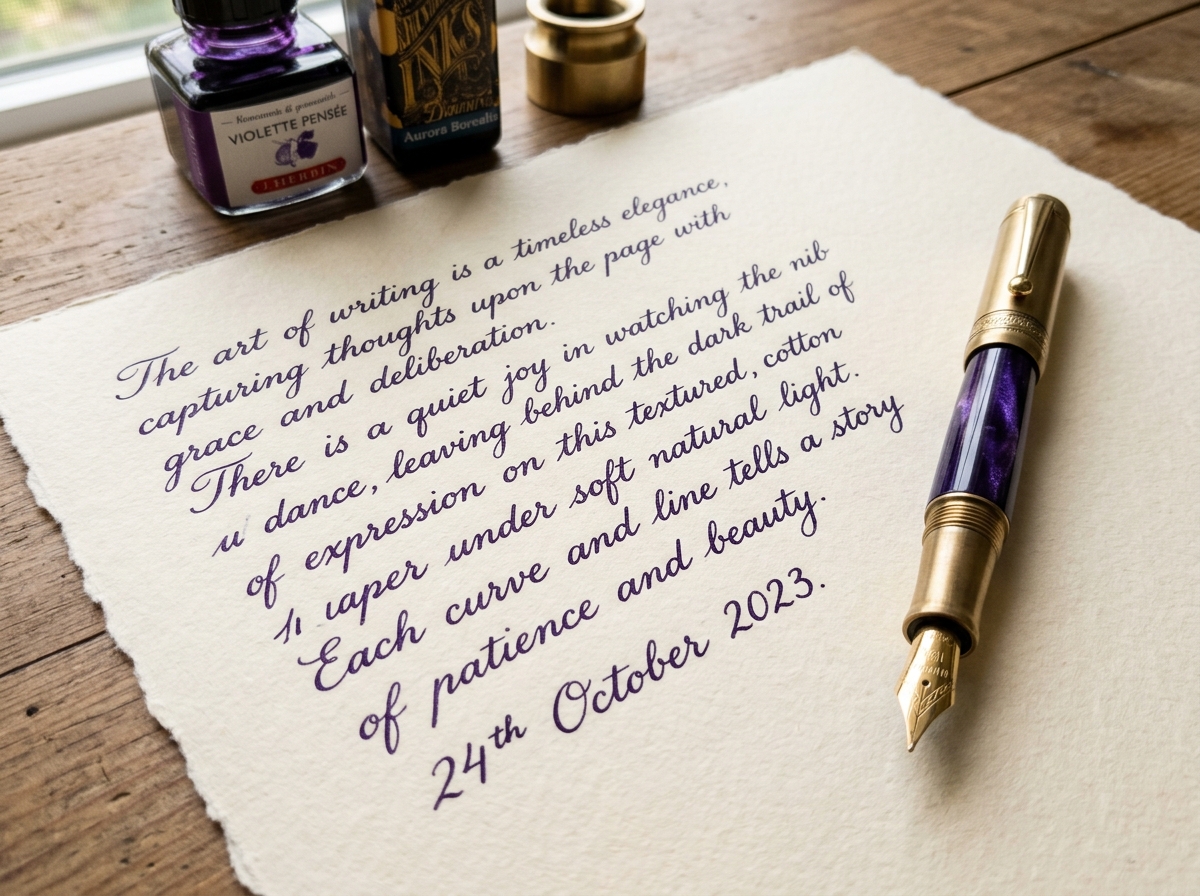 VIOLETTE PENSÉE
J. HERBIN
INKS
Aurora Borealis
The art of writing is a timeless elegance,
capturing thoughts upon the page with
grace and deliberation.
There is a quiet joy in watching the nib
dance, leaving behind the dark trail of
of expression on this textured, cotton
under soft natural light.
Each curve and line tells a story
of patience and beauty.
24th October 2023.